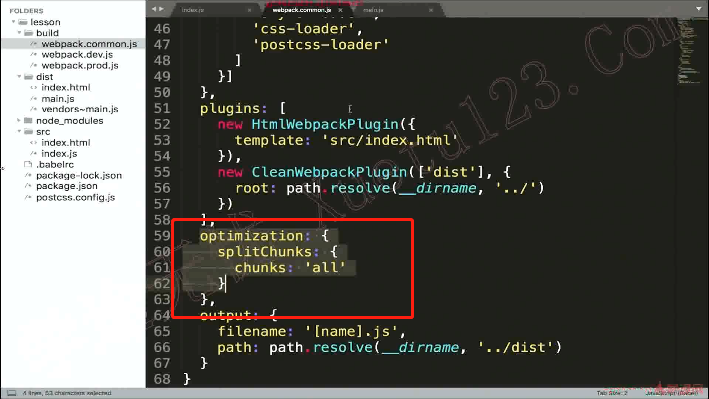 FOLDERS
lesson
build
webpack.common.js
webpack.dev.js
webpack.prod.js
dist
index.html
main.js
vendors~main.js
node_modules
src
index.html
index.js
.babelrc
package-lock.json
package.json
postcss.config.js
index.js
webpack.common.js
main.js
46 'css-loader',
47 'postcss-loader'
48 ]
49 }]
50 },
51 plugins: [
52 new HtmlWebpackPlugin({
53 template: 'src/index.html'
54 }),
55 new CleanWebpackPlugin(['dist'], {
56 root: path.resolve(__dirname, '../')
57 })
58 ],
59 optimization: {
60 splitChunks: {
61 chunks: 'all'
62 }
63 },
64 output: {
65 filename: '[name].js',
66 path: path.resolve(__dirname, '../dist')
67 }
68 }
4 lines, 63 characters selected
Tab Size: 2
JavaScript (Babel)